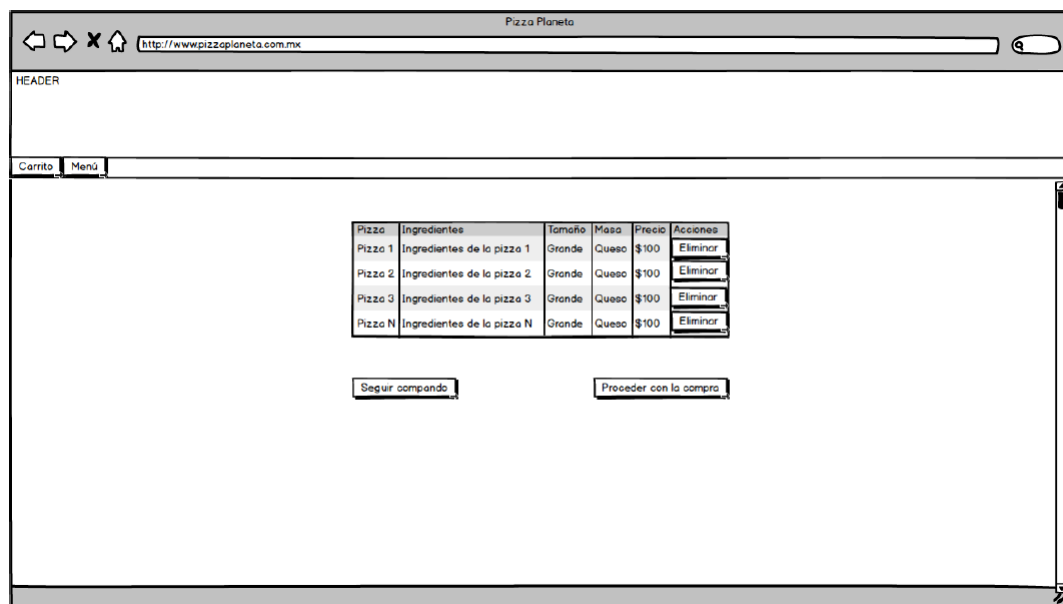 Pizza Planeta
http://www.pizzaplaneta.com.mx
HEADER
Carrito Menú
Pizza Ingredientes Tamaño Masa Precio Acciones
Pizza 1 Ingredientes de la pizza 1 Grande Queso $100 Eliminar
Pizza 2 Ingredientes de la pizza 2 Grande Queso $100 Eliminar
Pizza 3 Ingredientes de la pizza 3 Grande Queso $100 Eliminar
Pizza N Ingredientes de la pizza N Grande Queso $100 Eliminar
Seguir compando Proceder con la compra